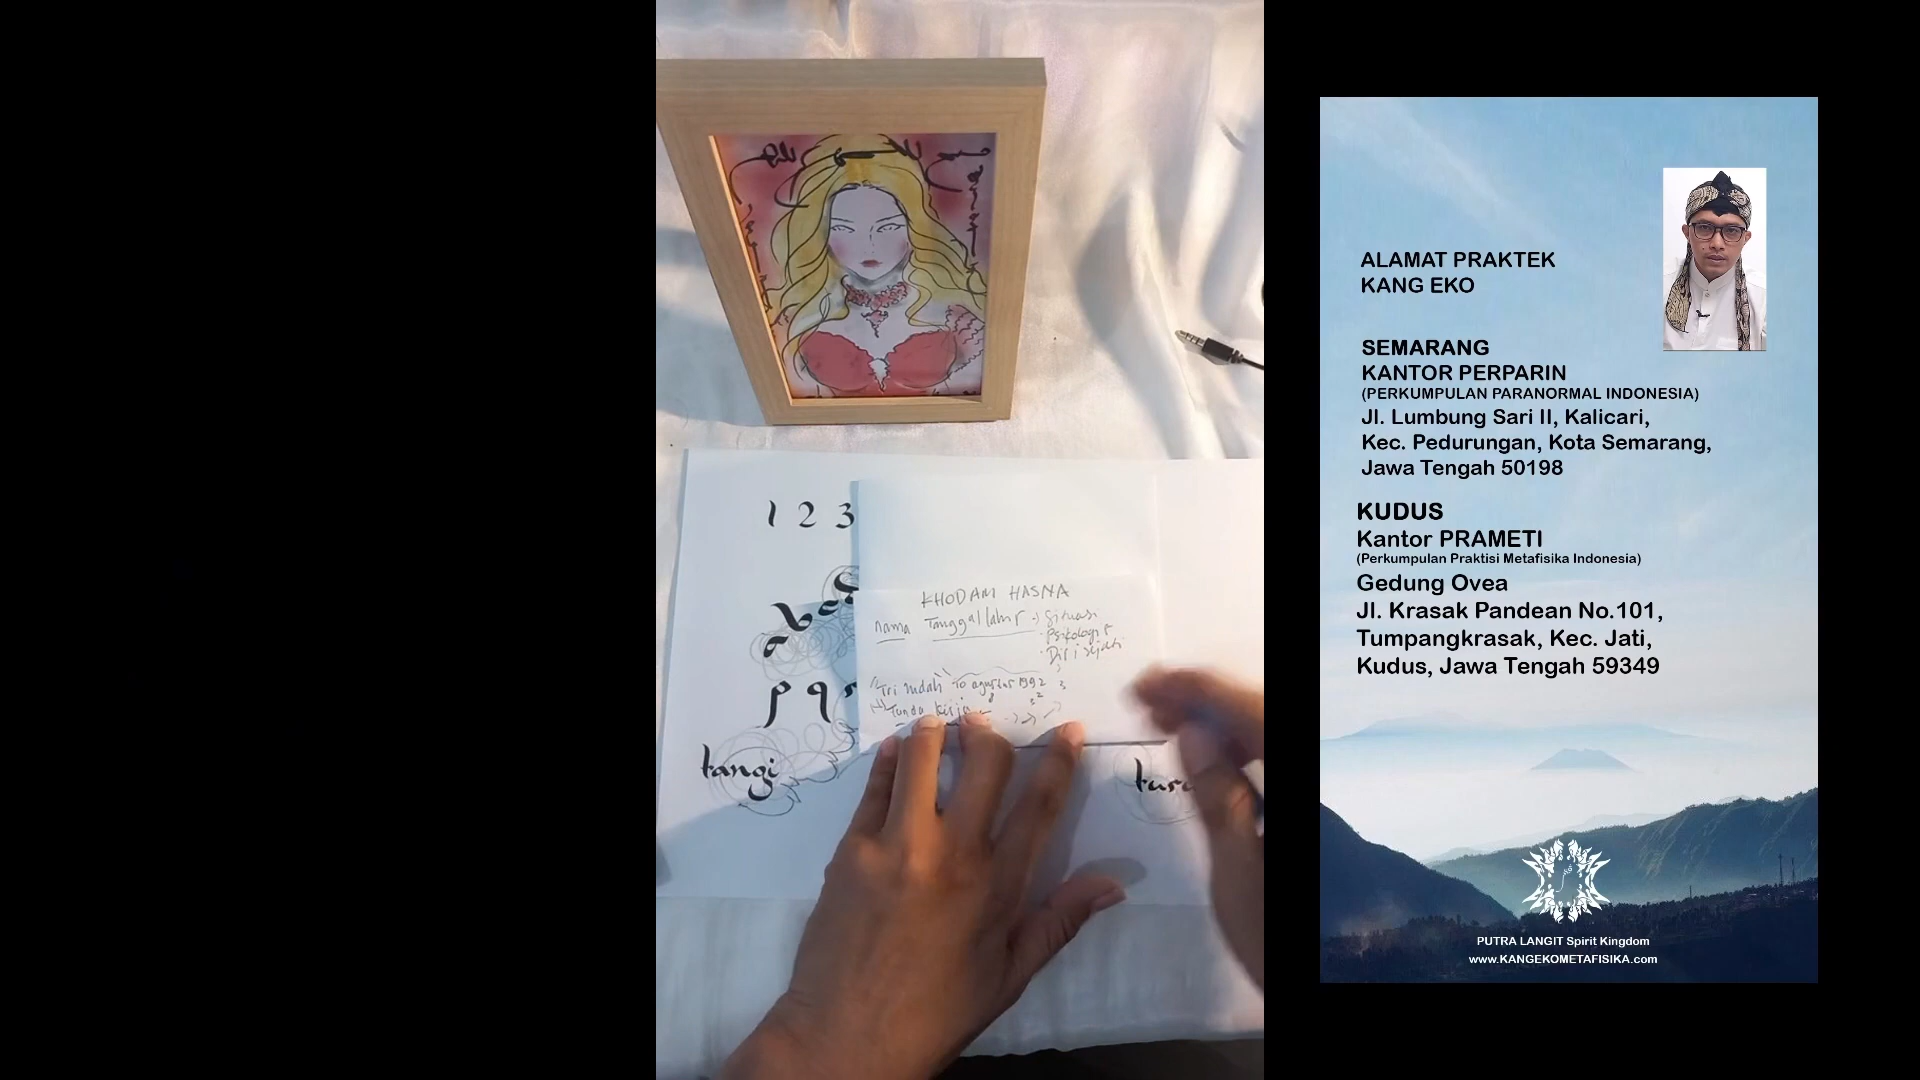 1 2 3
a b c
p q r
tangi
KHODAM HASNA
nama Tanggal lahir → Situasi
· Psikologis
· Diri sejati
Tri Indah 10 agustus 1992
Tanda kerja
ALAMAT PRAKTEK
KANG EKO
SEMARANG
KANTOR PERPARIN
(PERKUMPULAN PARANORMAL INDONESIA)
Jl. Lumbung Sari II, Kalicari,
Kec. Pedurungan, Kota Semarang,
Jawa Tengah 50198
KUDUS
Kantor PRAMETI
(Perkumpulan Praktisi Metafisika Indonesia)
Gedung Ovea
Jl. Krasak Pandean No.101,
Tumpangkrasak, Kec. Jati,
Kudus, Jawa Tengah 59349
PUTRA LANGIT Spirit Kingdom
www.KANGEKOMETAFISIKA.com